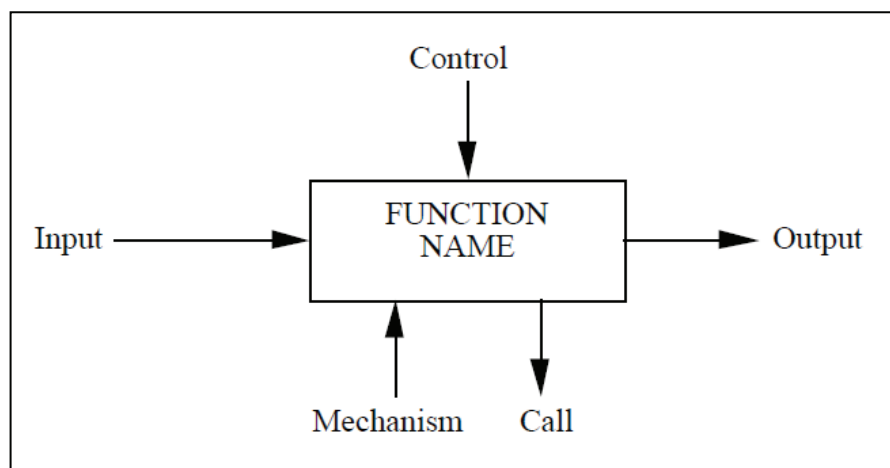 Control
FUNCTION
NAME
Input
Output
Mechanism
Call